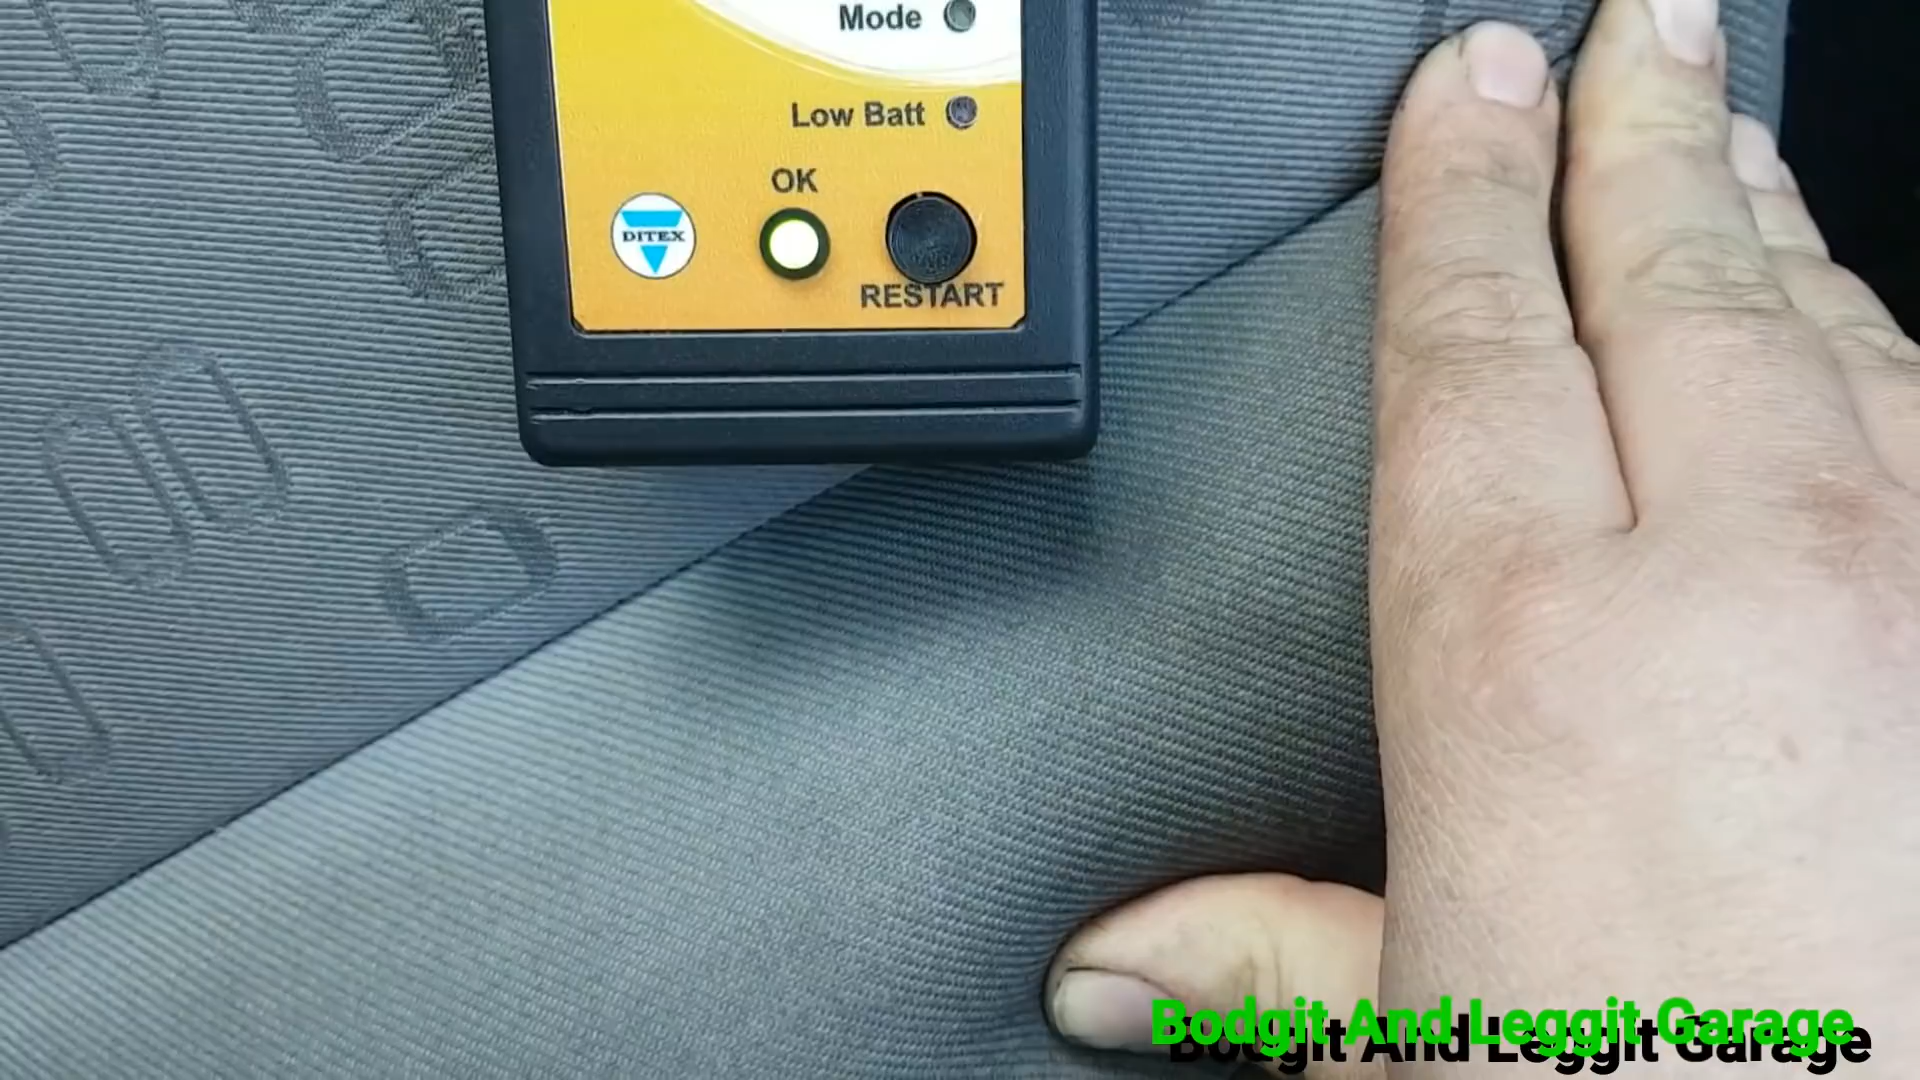 Mode
Low Batt
OK
DITEX
RESTART
Bodgit And Leggit Garage